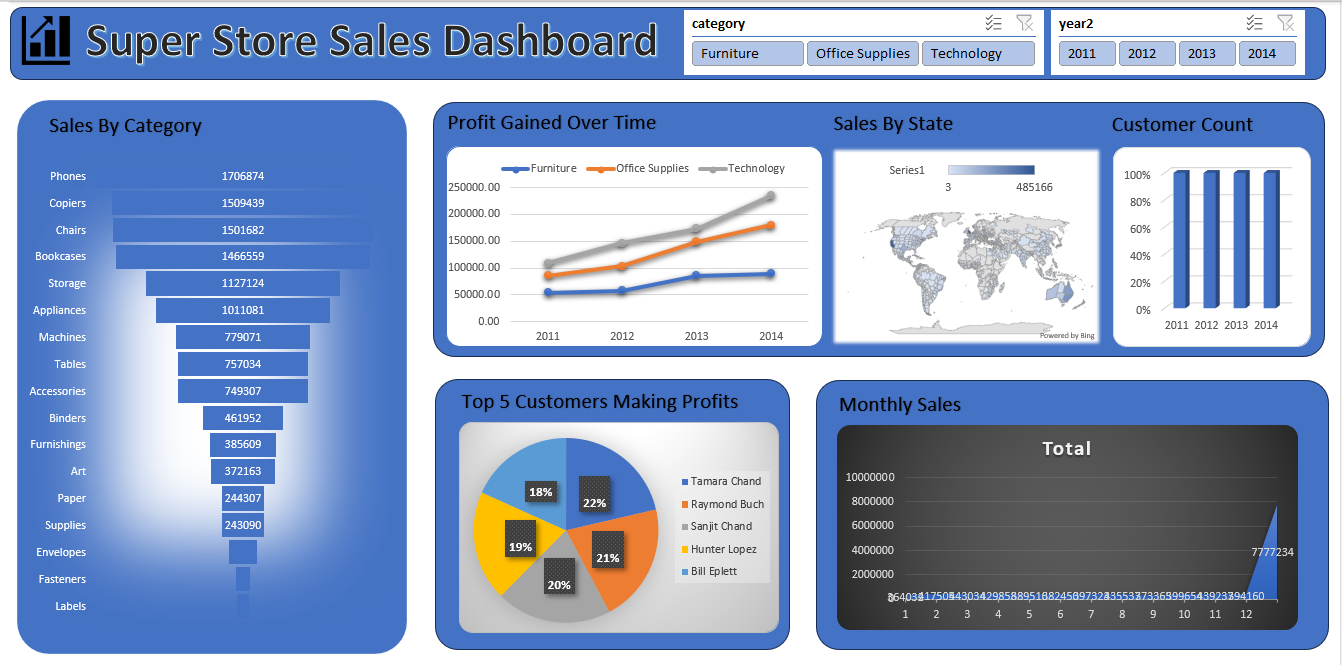 Super Store Sales Dashboard
category
Furniture
Office Supplies
Technology
year2
2011
2012
2013
2014
Sales By Category
Phones 1706874
Copiers 1509439
Chairs 1501682
Bookcases 1466559
Storage 1127124
Appliances 1011081
Machines 779071
Tables 757034
Accessories 749307
Binders 461952
Furnishings 385609
Art 372163
Paper 244307
Supplies 243090
Envelopes
Fasteners
Labels
Profit Gained Over Time
Furniture Office Supplies Technology
250000.00
200000.00
150000.00
100000.00
50000.00
0.00
2011 2012 2013 2014
Sales By State
Series1
3 485166
Powered by Bing
Customer Count
100%
80%
60%
40%
20%
0%
2011 2012 2013 2014
Top 5 Customers Making Profits
18%
22%
19%
21%
20%
Tamara Chand
Raymond Buch
Sanjit Chand
Hunter Lopez
Bill Eplett
Monthly Sales
Total
10000000
8000000
6000000
4000000
2000000
0
7777234
1 2 3 4 5 6 7 8 9 10 11 12